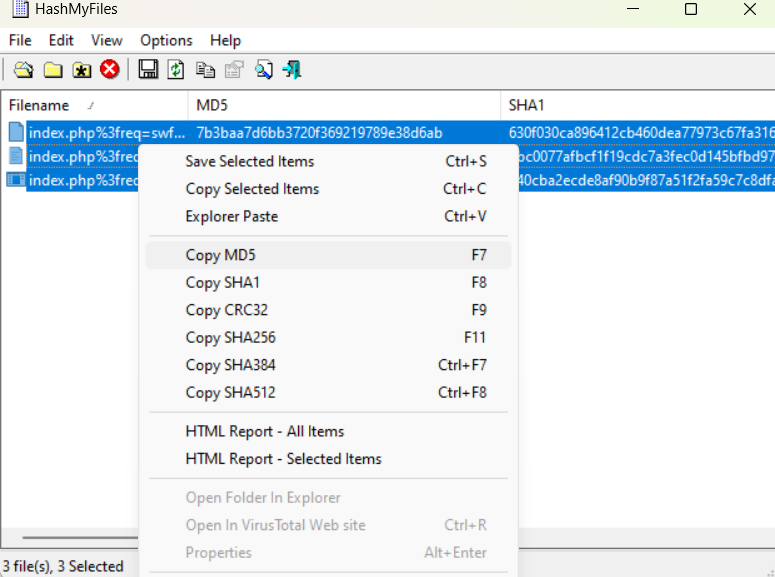 HashMyFiles
File Edit View Options Help
Filename MD5 SHA1
index.php%3freq=swf... 7b3baa7d6bb3720f369219789e38d6ab 630f030ca896412cb460dea77973c67fa316
index.php%3frec bc0077afbcf1f19cdc7a3fec0d145bfbd97
index.php%3frec 40cba2ecde8af90b9f87a51f2fa59c7c8dfa
Save Selected Items Ctrl+S
Copy Selected Items Ctrl+C
Explorer Paste Ctrl+V
Copy MD5 F7
Copy SHA1 F8
Copy CRC32 F9
Copy SHA256 F11
Copy SHA384 Ctrl+F7
Copy SHA512 Ctrl+F8
HTML Report - All Items
HTML Report - Selected Items
Open Folder In Explorer
Open In VirusTotal Web site Ctrl+R
Properties Alt+Enter
3 file(s), 3 Selected